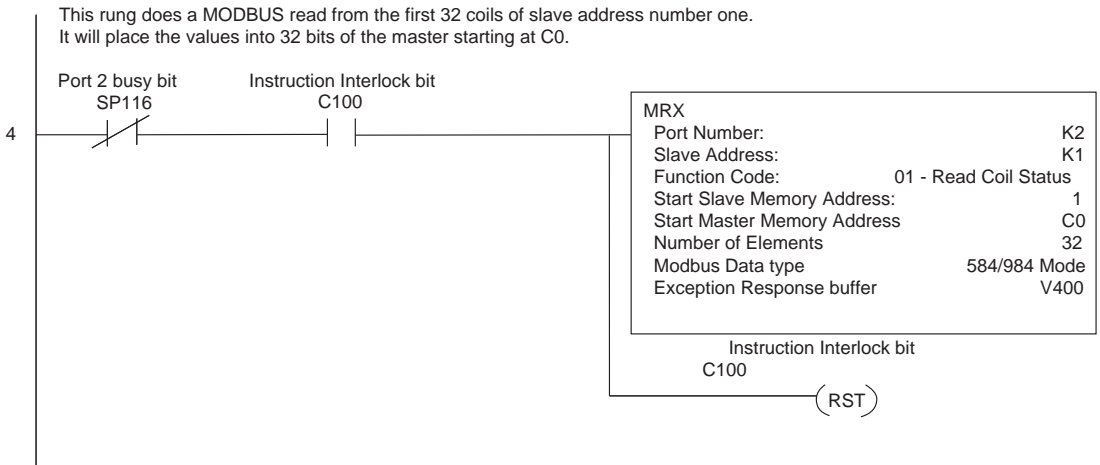 This rung does a MODBUS read from the first 32 coils of slave address number one.
It will place the values into 32 bits of the master starting at C0.
Port 2 busy bit Instruction Interlock bit
SP116 C100
4
MRX
Port Number: K2
Slave Address: K1
Function Code: 01 - Read Coil Status
Start Slave Memory Address: 1
Start Master Memory Address C0
Number of Elements 32
Modbus Data type 584/984 Mode
Exception Response buffer V400
Instruction Interlock bit
C100
RST